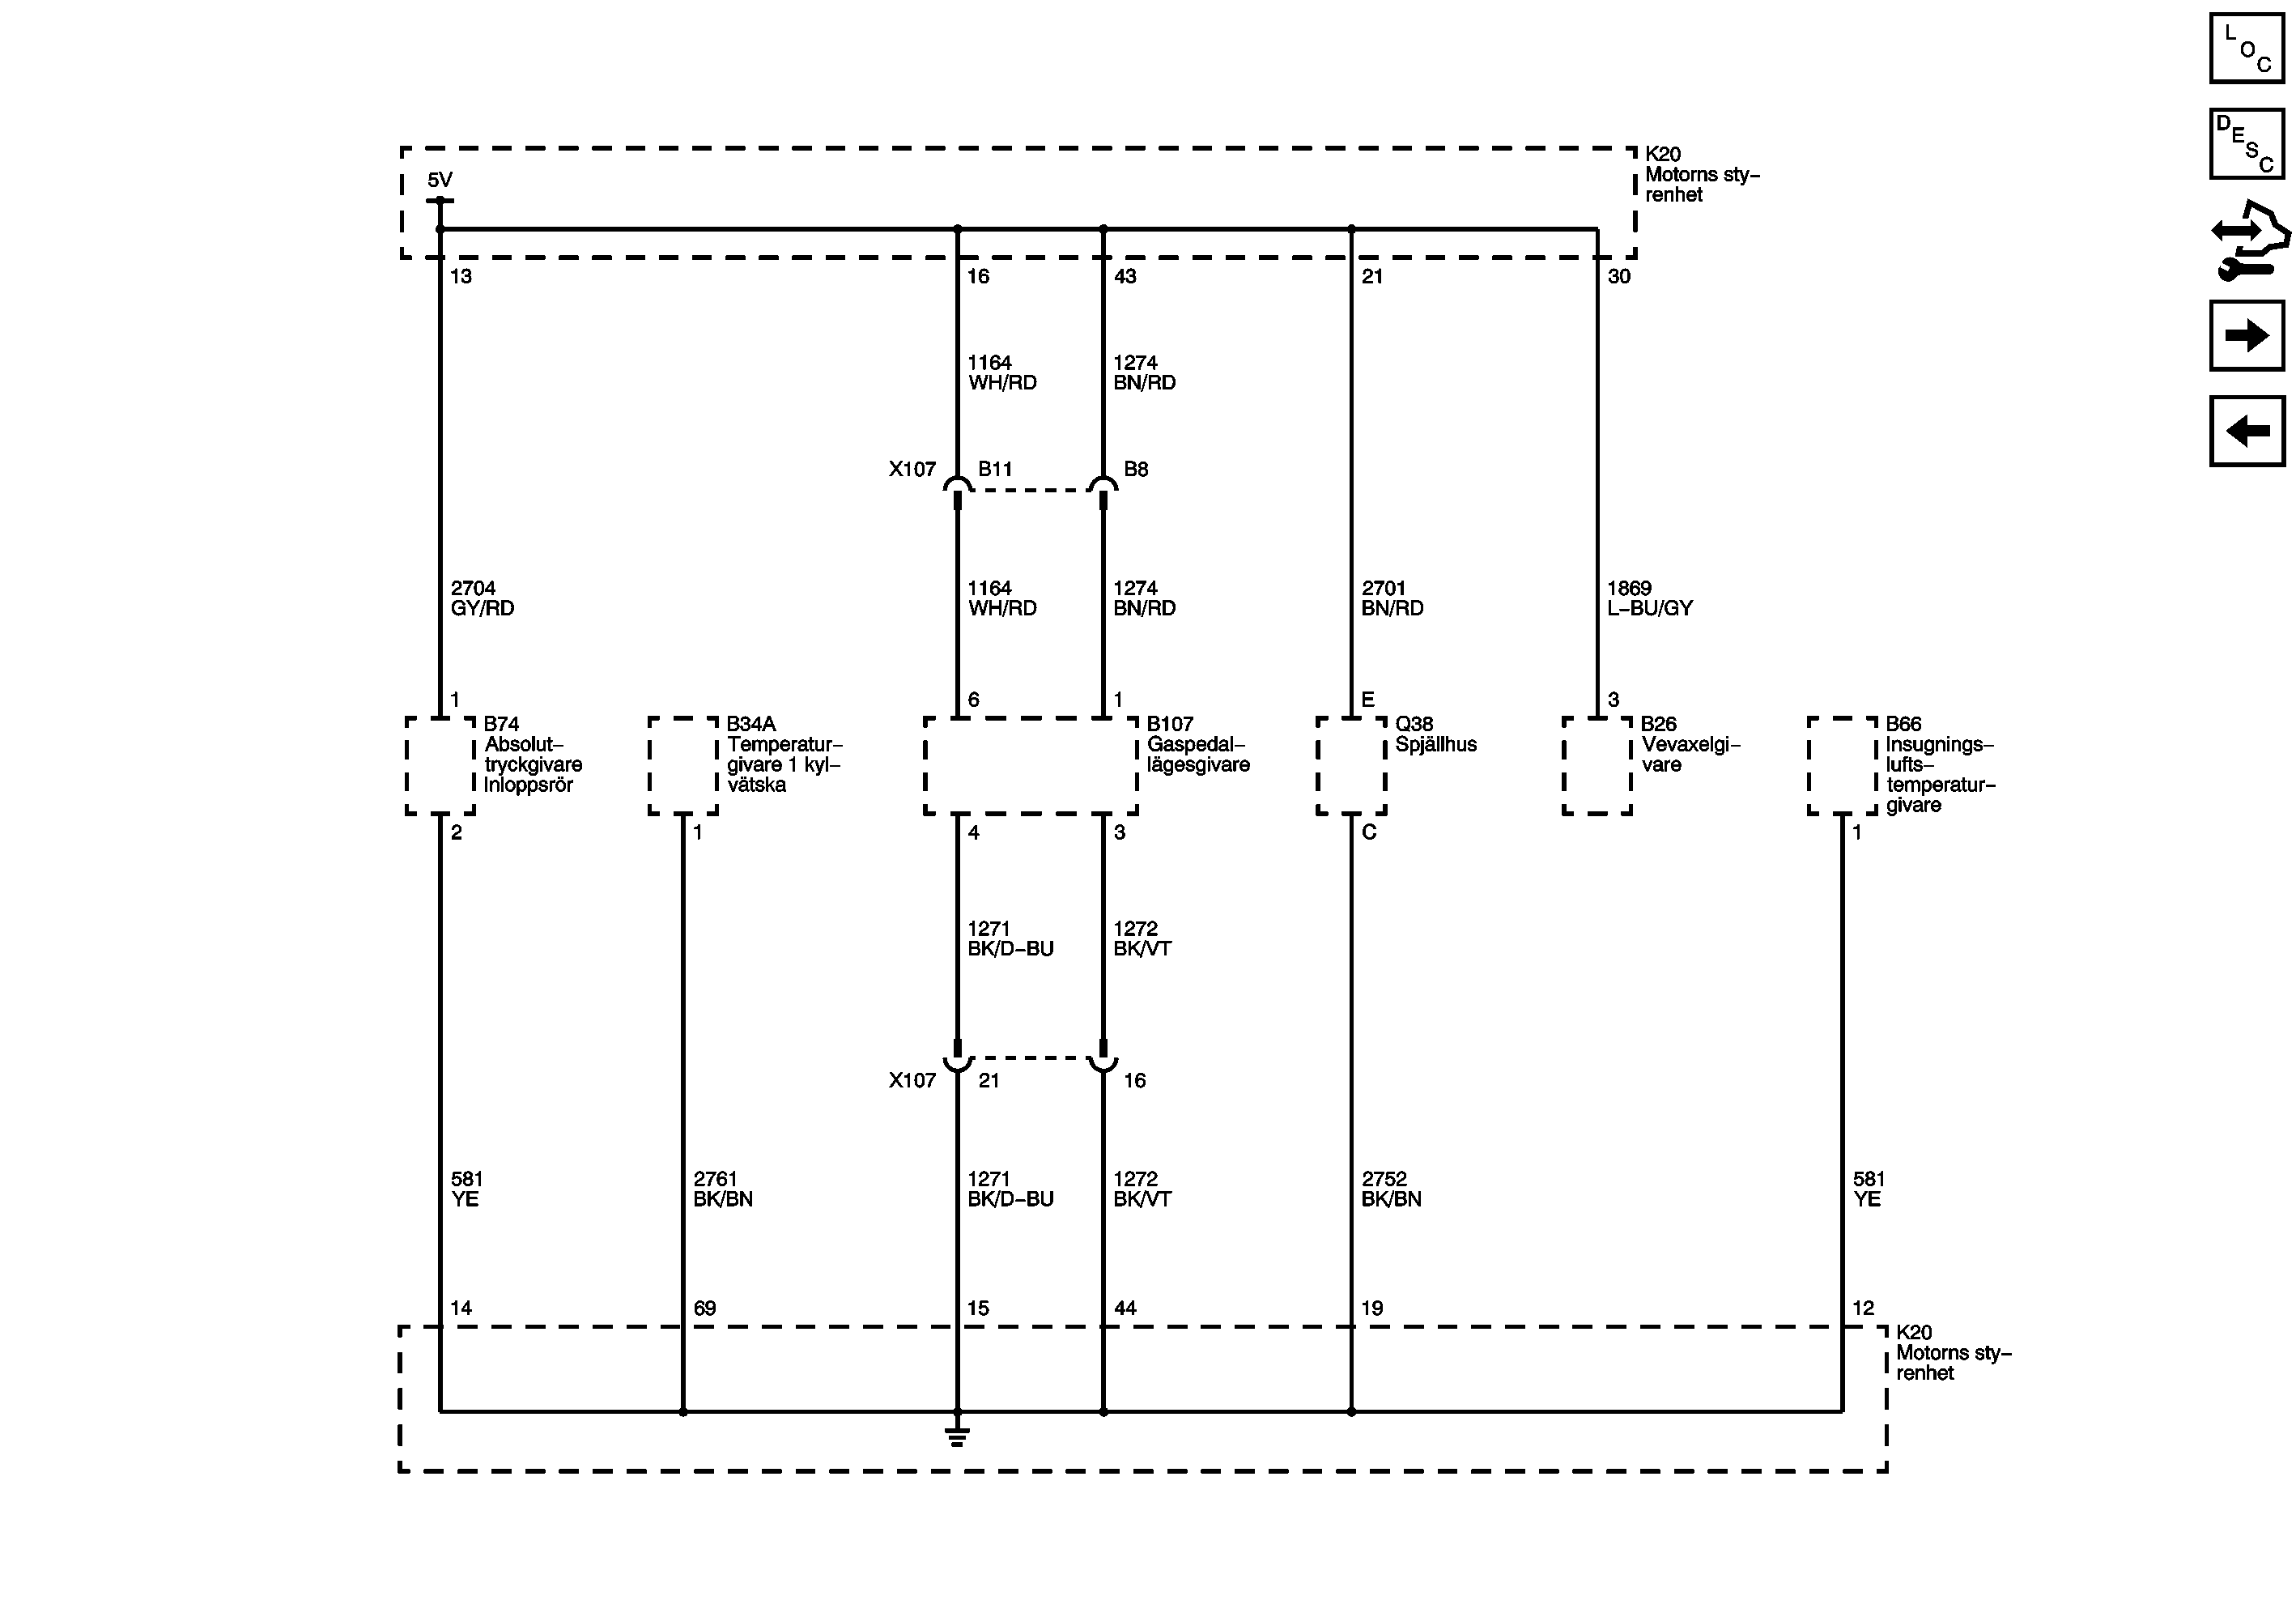 L
O
C
D
E
S
C
K20
Motorns sty–
renhet
5V
13
16
43
21
30
1164
WH/RD
1274
BN/RD
X107
B11
B8
2704
GY/RD
1164
WH/RD
1274
BN/RD
2701
BN/RD
1869
L–BU/GY
1
6
1
E
3
B74
Absolut–
tryckgivare
Inloppsrör
B34A
Temperatur–
givare 1 kyl–
vätska
B107
Gaspedal–
lägesgivare
Q38
Spjällhus
B26
Vevaxelgi–
vare
B66
Insugnings–
lufts–
temperatur–
givare
2
1
4
3
C
1
1271
BK/D–BU
1272
BK/VT
X107
21
16
581
YE
2761
BK/BN
1271
BK/D–BU
1272
BK/VT
2752
BK/BN
581
YE
14
69
15
44
19
12
K20
Motorns sty–
renhet